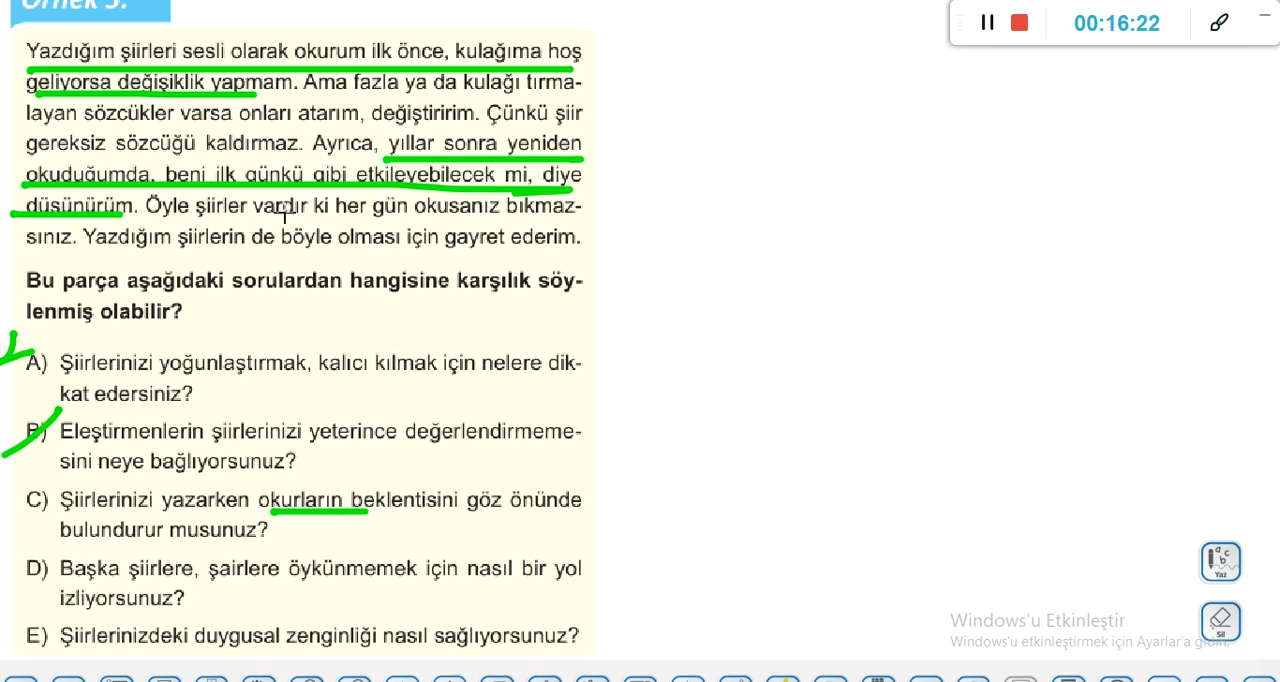 Örnek 5:
00:16:22
Yazdığım şiirleri sesli olarak okurum ilk önce, kulağıma hoş
geliyorsa değişiklik yapmam. Ama fazla ya da kulağı tırma-
layan sözcükler varsa onları atarım, değiştiririm. Çünkü şiir
gereksiz sözcüğü kaldırmaz. Ayrıca, yıllar sonra yeniden
okuduğumda, beni ilk günkü gibi etkileyebilecek mi, diye
düşünürüm. Öyle şiirler vardır ki her gün okusanız bıkmaz-
sınız. Yazdığım şiirlerin de böyle olması için gayret ederim.
Bu parça aşağıdaki sorulardan hangisine karşılık söy-
lenmiş olabilir?
A) Şiirlerinizi yoğunlaştırmak, kalıcı kılmak için nelere dik-
kat edersiniz?
B) Eleştirmenlerin şiirlerinizi yeterince değerlendirmeme-
sini neye bağlıyorsunuz?
C) Şiirlerinizi yazarken okurların beklentisini göz önünde
bulundurur musunuz?
D) Başka şiirlere, şairlere öykünmemek için nasıl bir yol
izliyorsunuz?
E) Şiirlerinizdeki duygusal zenginliği nasıl sağlıyorsunuz?
a c
b
Yaz
Sil
Windows'u Etkinleştir
Windows'u etkinleştirmek için Ayarlar'a gidin.